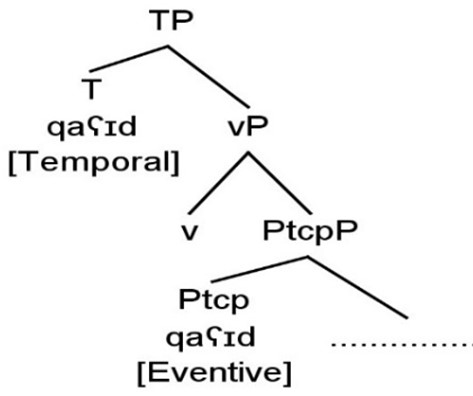 TP
T
qaʕɪd
[Temporal]
vP
v
PtcpP
Ptcp
qaʕɪd
[Eventive]
..................